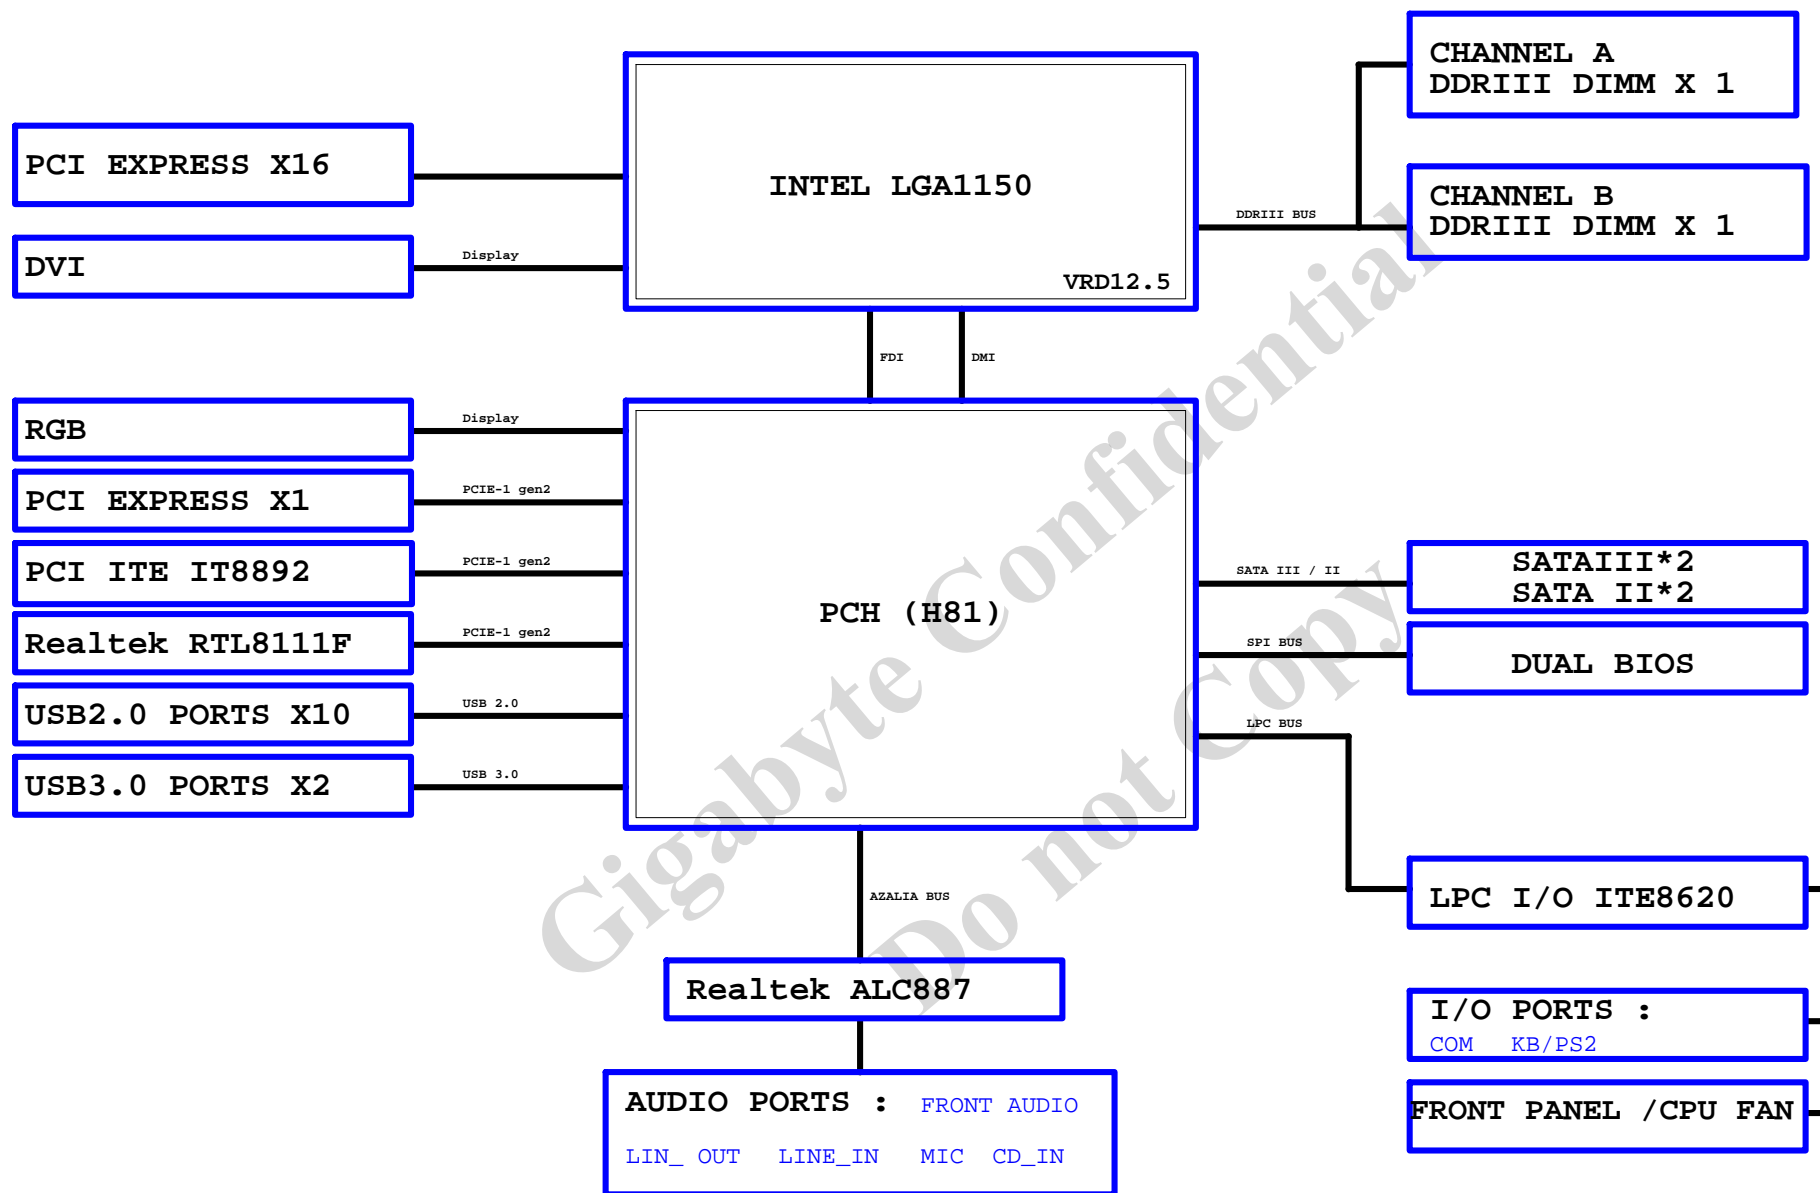 CHANNEL A
DDRIII DIMM X 1
PCI EXPRESS X16
INTEL LGA1150
CHANNEL B
DDRIII DIMM X 1
DDRIII BUS
DVI
Display
VRD12.5
FDI
DMI
RGB
Display
PCI EXPRESS X1
PCIE-1 gen2
PCI ITE IT8892
PCIE-1 gen2
Realtek RTL8111F
PCIE-1 gen2
USB2.0 PORTS X10
USB 2.0
USB3.0 PORTS X2
USB 3.0
PCH (H81)
SATA III / II
SATAIII*2
SATA II*2
SPI BUS
DUAL BIOS
LPC BUS
LPC I/O ITE8620
AZALIA BUS
Realtek ALC887
I/O PORTS :
COM KB/PS2
AUDIO PORTS : FRONT AUDIO
LIN_ OUT LINE_IN MIC CD_IN
FRONT PANEL /CPU FAN
Gigabyte Confidential
Do not Copy